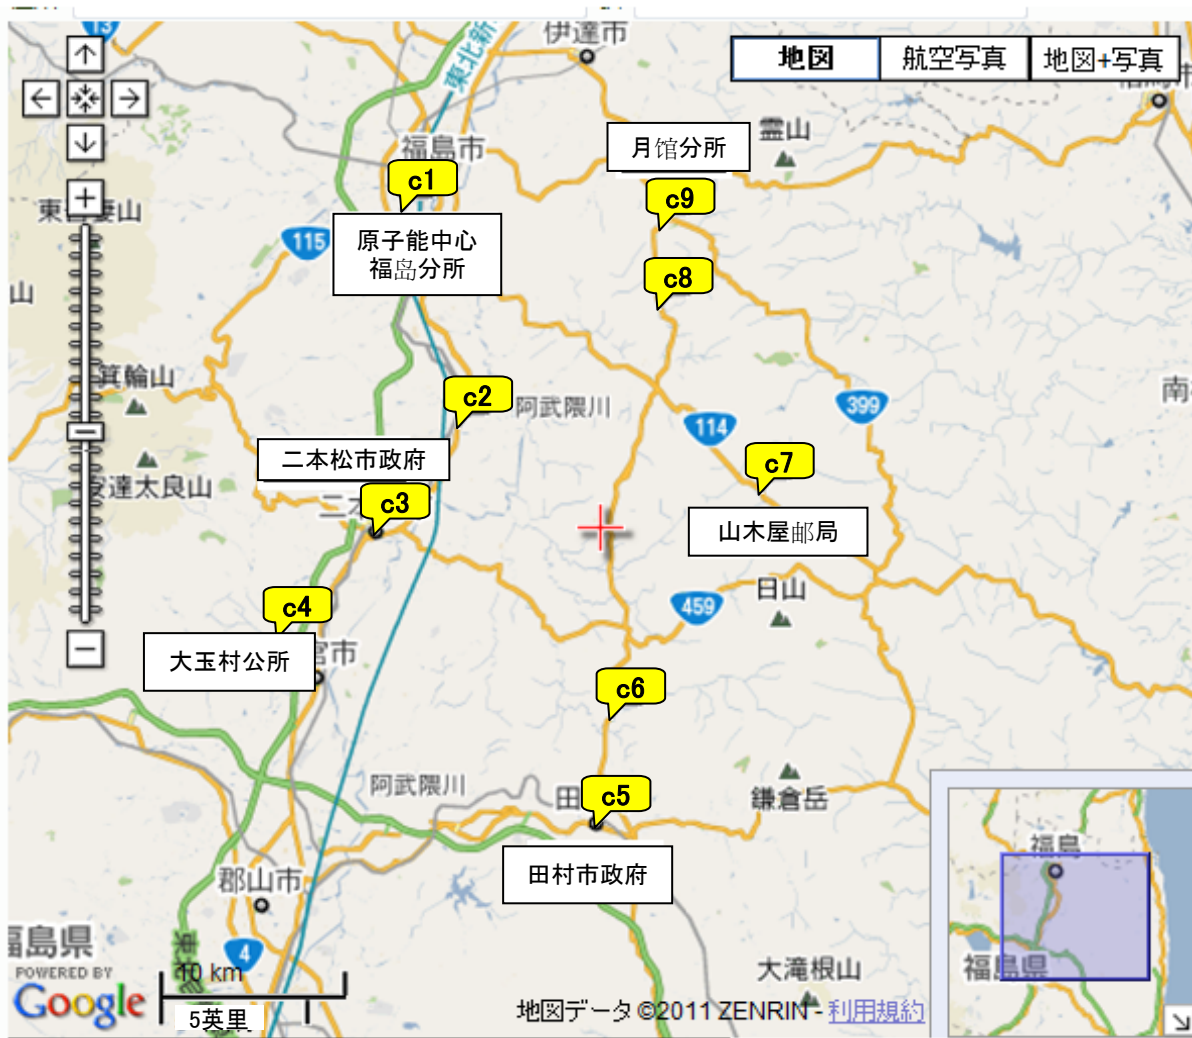 13
東北新
伊達市
地図
航空写真
地図+写真
月馆分所
霊山
福島市
c1
c9
原子能中心
福岛分所
115
c8
山
箕輪山
c2
阿武隈川
南
399
114
二本松市政府
c7
安達太良山
c3
山木屋邮局
日山
459
c4
大玉村公所
宮市
c6
阿武隈川
田
c5
鎌倉岳
田村市政府
福島
郡山市
福島県
4
東
福島県
POWERED BY
Google
10 km
5英里
大滝根山
地図データ ©2011 ZENRIN - 利用規約